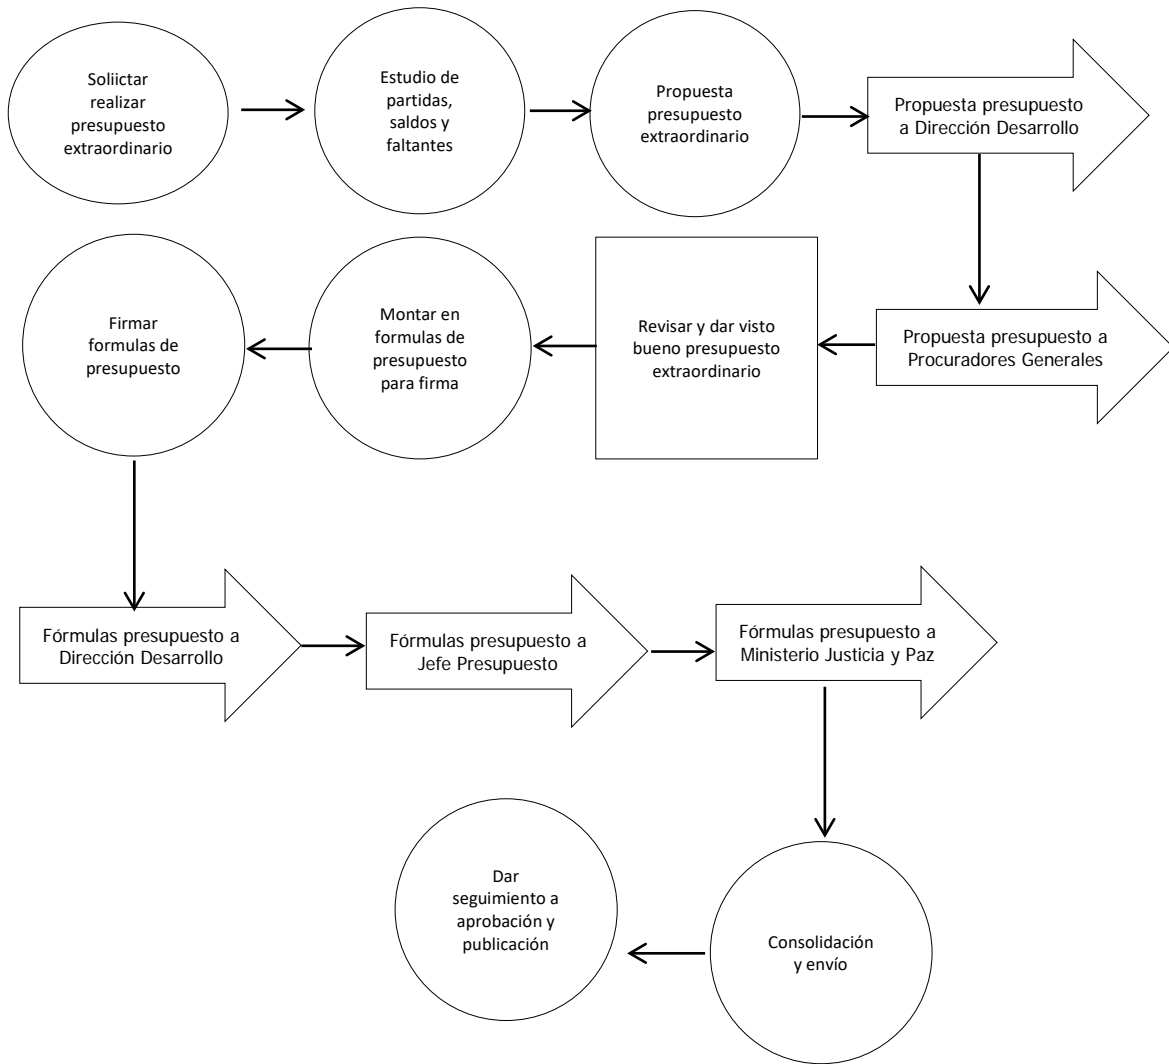 Soliictar
realizar
presupuesto
extraordinario
Estudio de
partidas,
saldos y
faltantes
Propuesta
presupuesto
extraordinario
Propuesta presupuesto
a Dirección Desarrollo
Firmar
formulas de
presupuesto
Montar en
formulas de
presupuesto
para firma
Revisar y dar visto
bueno presupuesto
extraordinario
Propuesta presupuesto a
Procuradores Generales
Fórmulas presupuesto a
Dirección Desarrollo
Fórmulas presupuesto a
Jefe Presupuesto
Fórmulas presupuesto a
Ministerio Justicia y Paz
Dar
seguimiento a
aprobación y
publicación
Consolidación
y envío